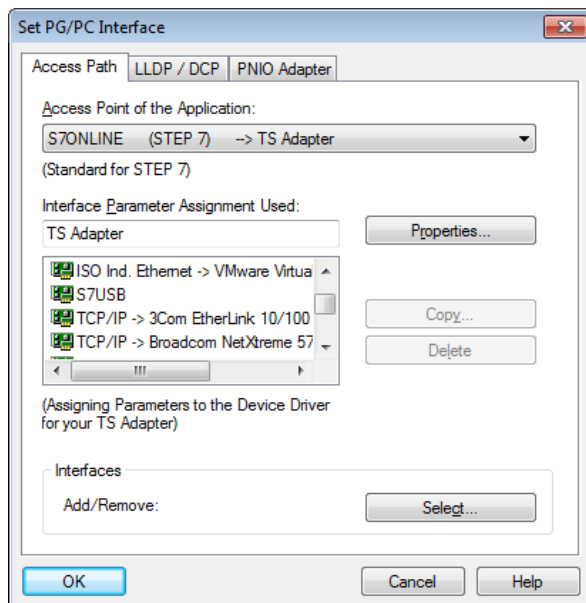 Set PG/PC Interface
Access Path LLDP / DCP PNIO Adapter
Access Point of the Application:
S7ONLINE (STEP 7) --> TS Adapter
(Standard for STEP 7)
Interface Parameter Assignment Used:
TS Adapter
Properties...
ISO Ind. Ethernet -> VMware Virtual
S7USB
TCP/IP -> 3Com EtherLink 10/100
TCP/IP -> Broadcom NetXtreme 57
Copy...
Delete
(Assigning Parameters to the Device Driver
for your TS Adapter)
Interfaces
Add/Remove:
Select...
OK
Cancel
Help